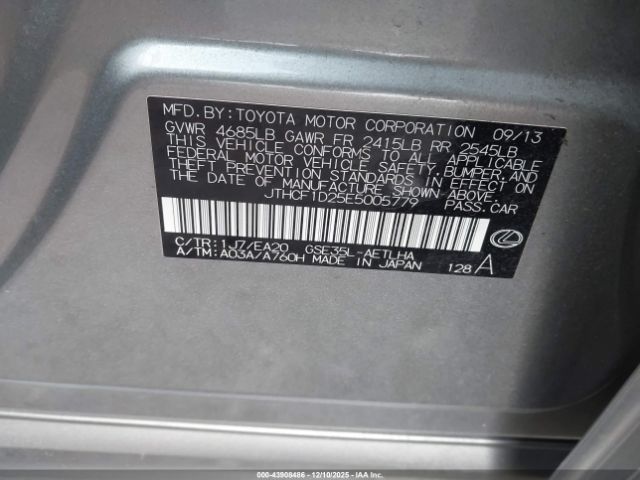 MFD.BY:TOYOTA MOTOR CORPORATION 09/13
GVWR 4685LB GAWR FR 2415LB RR 2545LB
THIS VEHICLE CONFORMS TO ALL APPLICABLE
FEDERAL MOTOR VEHICLE SAFETY,BUMPER,AND
THEFT PREVENTION STANDARDS IN EFFECT ON
THE DATE OF MANUFACTURE SHOWN-ABOVE.
JTHCF1D25E5005779 PASS.CAR
C/TR:1J7/EA20 GSE35L-AETLHA
A/TM:A03A/A760H MADE IN JAPAN 128 A
000-43908486 - 12/10/2025 - IAAI.COM